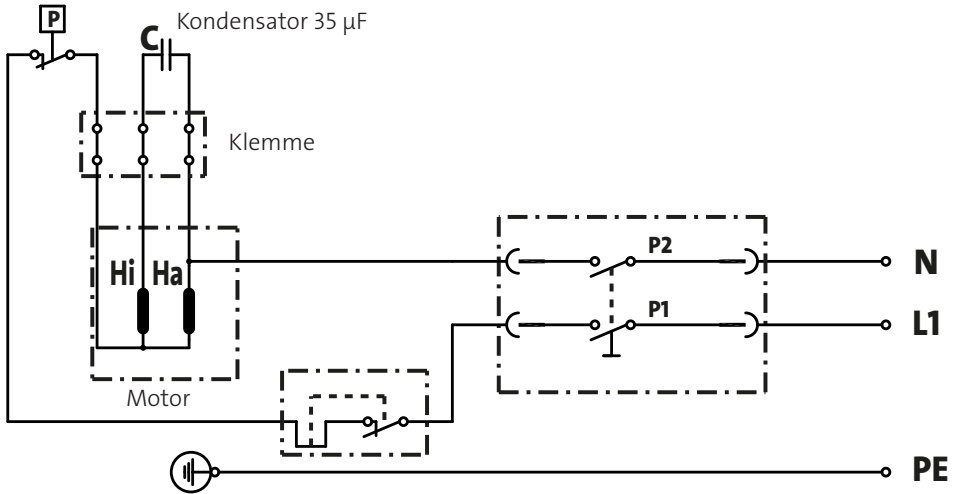 P
C
Kondensator 35 µF
Klemme
Hi
Ha
P2
N
P1
L1
Motor
PE